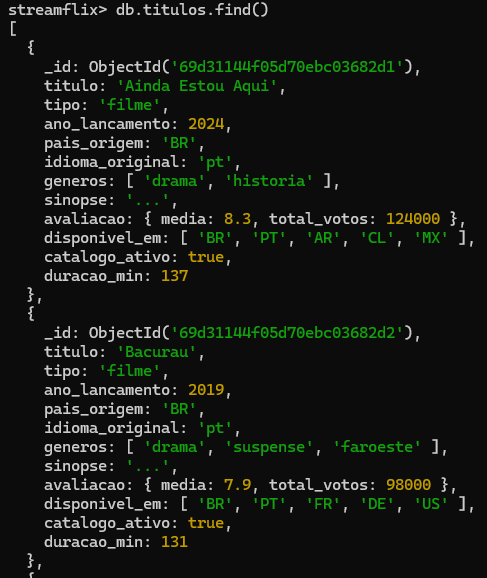 streamflix> db.titulos.find()
[
  {
    _id: ObjectId('69d31144f05d70ebc03682d1'),
    titulo: 'Ainda Estou Aqui',
    tipo: 'filme',
    ano_lancamento: 2024,
    pais_origem: 'BR',
    idioma_original: 'pt',
    generos: [ 'drama', 'historia' ],
    sinopse: '...',
    avaliacao: { media: 8.3, total_votos: 124000 },
    disponivel_em: [ 'BR', 'PT', 'AR', 'CL', 'MX' ],
    catalogo_ativo: true,
    duracao_min: 137
  },
  {
    _id: ObjectId('69d31144f05d70ebc03682d2'),
    titulo: 'Bacurau',
    tipo: 'filme',
    ano_lancamento: 2019,
    pais_origem: 'BR',
    idioma_original: 'pt',
    generos: [ 'drama', 'suspense', 'faroeste' ],
    sinopse: '...',
    avaliacao: { media: 7.9, total_votos: 98000 },
    disponivel_em: [ 'BR', 'PT', 'FR', 'DE', 'US' ],
    catalogo_ativo: true,
    duracao_min: 131
  },
  {